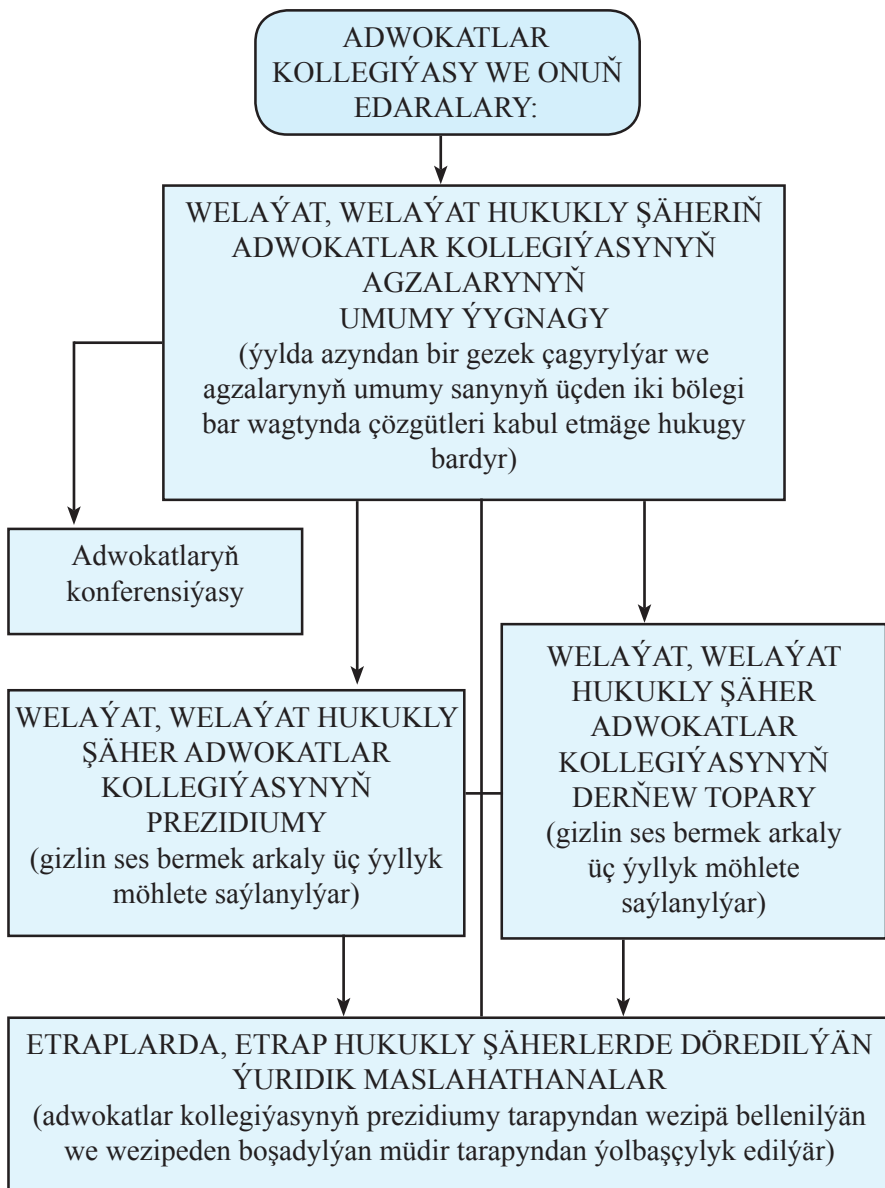 ADWOKATLAR
KOLLEGIÝASY WE ONUŇ
EDARALARY:
WELAÝAT, WELAÝAT HUKUKLY ŞÄHERIŇ
ADWOKATLAR KOLLEGIÝASYNYŇ
AGZALARYNYŇ
UMUMY ÝYGNAGY
(ýylda azyndan bir gezek çagyrylýar we
agzalarynyň umumy sanynyň üçden iki bölegi
bar wagtynda çözgütleri kabul etmäge hukugy
bardyr)
Adwokatlaryň
konferensiýasy
WELAÝAT, WELAÝAT HUKUKLY
ŞÄHER ADWOKATLAR
KOLLEGIÝASYNYŇ
PREZIDIUMY
(gizlin ses bermek arkaly üç ýyllyk
möhlete saýlanylýar)
WELAÝAT, WELAÝAT
HUKUKLY ŞÄHER
ADWOKATLAR
KOLLEGIÝASYNYŇ
DERŇEW TOPARY
(gizlin ses bermek arkaly
üç ýyllyk möhlete
saýlanylýar)
ETRAPLARDA, ETRAP HUKUKLY ŞÄHERLERDE DÖREDILÝÄN
ÝURIDIK MASLAHATHANALAR
(adwokatlar kollegiýasynyň prezidiumy tarapyndan wezipä bellenilýän
we wezipeden boşadylýan müdir tarapyndan ýolbaşçylyk edilýär)